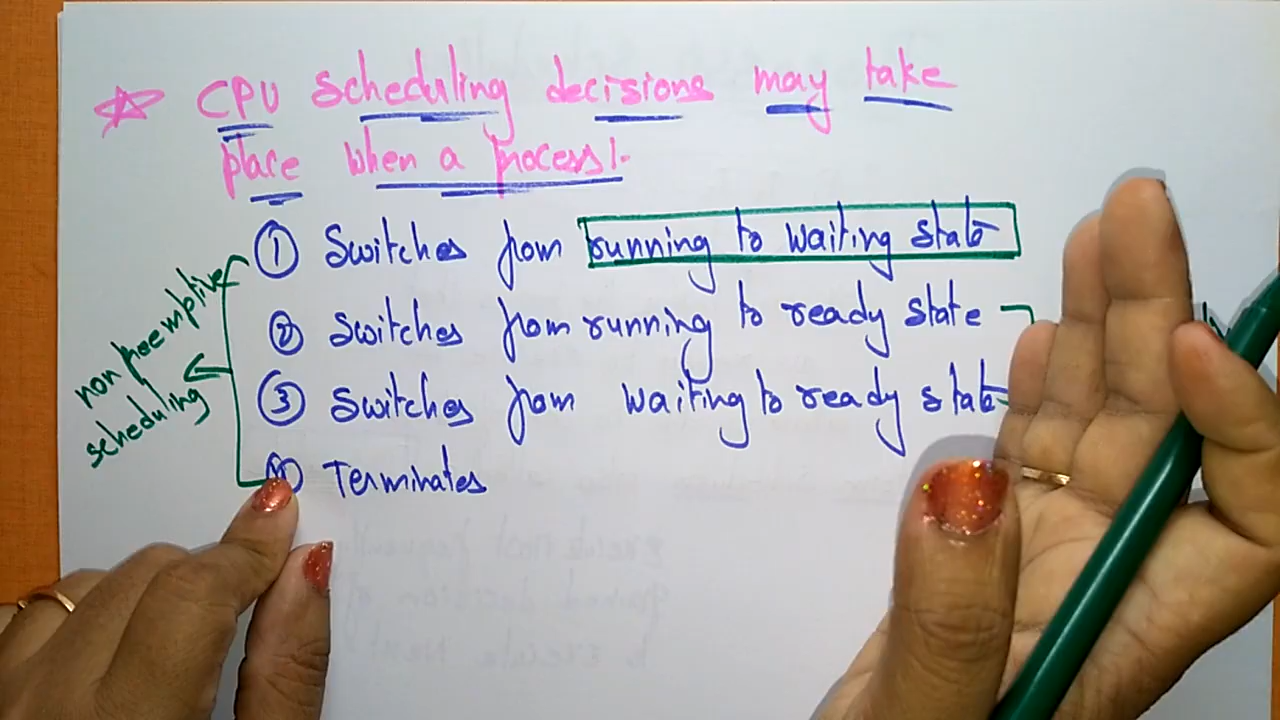 CPU scheduling decisions may take
place when a process:-
① Switches from running to waiting state
② Switches from running to ready state
③ Switches from waiting to ready state
④ Terminates
non preemptive
scheduling